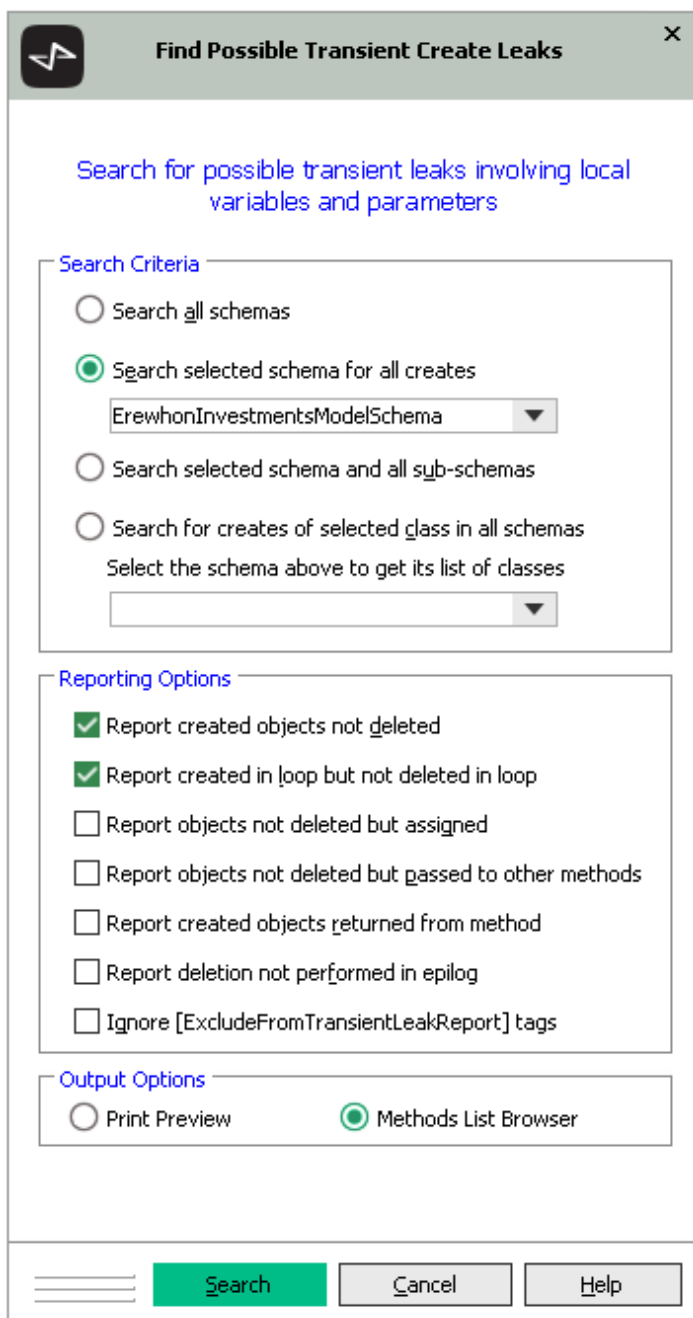 Find Possible Transient Create Leaks
Search for possible transient leaks involving local
variables and parameters
Search Criteria
Search all schemas
Search selected schema for all creates
ErewhonInvestmentsModelSchema
Search selected schema and all sub-schemas
Search for creates of selected class in all schemas
Select the schema above to get its list of classes
Reporting Options
Report created objects not deleted
Report created in loop but not deleted in loop
Report objects not deleted but assigned
Report objects not deleted but passed to other methods
Report created objects returned from method
Report deletion not performed in epilog
Ignore [ExcludeFromTransientLeakReport] tags
Output Options
Print Preview Methods List Browser
Search Cancel Help